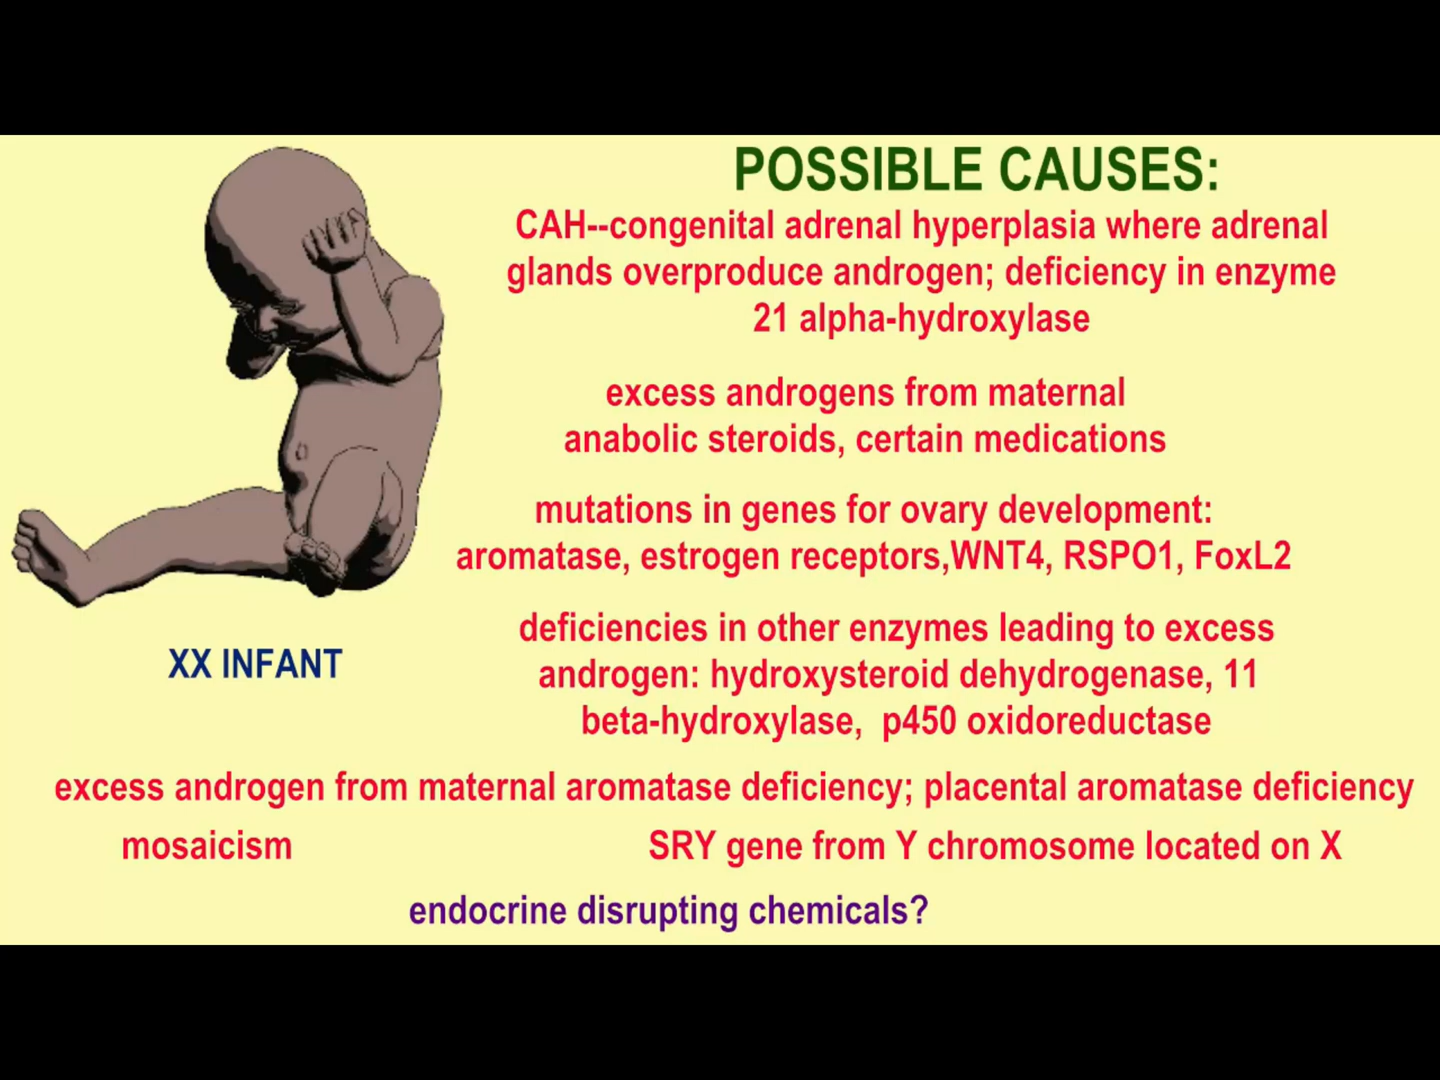 POSSIBLE CAUSES:
CAH--congenital adrenal hyperplasia where adrenal
glands overproduce androgen; deficiency in enzyme
21 alpha-hydroxylase
excess androgens from maternal
anabolic steroids, certain medications
mutations in genes for ovary development:
aromatase, estrogen receptors,WNT4, RSPO1, FoxL2
deficiencies in other enzymes leading to excess
androgen: hydroxysteroid dehydrogenase, 11
beta-hydroxylase, p450 oxidoreductase
XX INFANT
excess androgen from maternal aromatase deficiency; placental aromatase deficiency
mosaicism
SRY gene from Y chromosome located on X
endocrine disrupting chemicals?